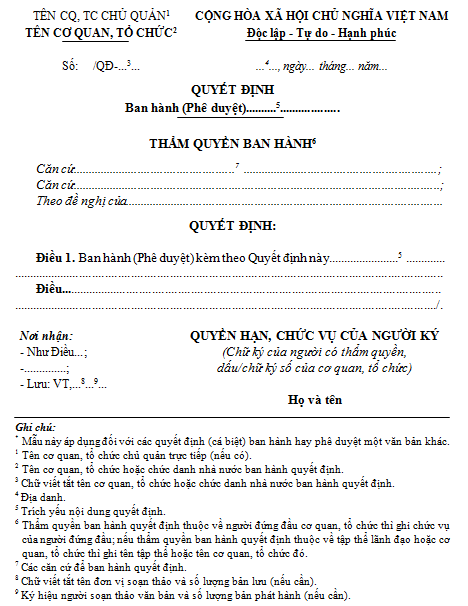 TÊN CQ, TC CHỦ QUẢN¹ CỘNG HÒA XÃ HỘI CHỦ NGHĨA VIỆT NAM
TÊN CƠ QUAN, TỔ CHỨC² Độc lập - Tự do - Hạnh phúc
Số: /QĐ-...³... ...⁴..., ngày... tháng... năm...
QUYẾT ĐỊNH
Ban hành (Phê duyệt)..........⁵...................
THẨM QUYỀN BAN HÀNH⁶
Căn cứ.............................................⁷ .......................................................;
Căn cứ......................................................................................................;
Theo đề nghị của........................................................................................
QUYẾT ĐỊNH:
Điều 1. Ban hành (Phê duyệt) kèm theo Quyết định này........................⁵ .............
..............................................................................................................................
Điều...........................................................................................................
............................................................................................................................/.
Nơi nhận: QUYỀN HẠN, CHỨC VỤ CỦA NGƯỜI KÝ
- Như Điều...; (Chữ ký của người có thẩm quyền,
-..............; dấu/chữ ký số của cơ quan, tổ chức)
- Lưu: VT,...⁸...⁹...
Họ và tên
Ghi chú:
* Mẫu này áp dụng đối với các quyết định (cá biệt) ban hành hay phê duyệt một văn bản khác.
¹ Tên cơ quan, tổ chức chủ quản trực tiếp (nếu có).
² Tên cơ quan, tổ chức hoặc chức danh nhà nước ban hành quyết định.
³ Chữ viết tắt tên cơ quan, tổ chức hoặc chức danh nhà nước ban hành quyết định.
⁴ Địa danh.
⁵ Trích yếu nội dung quyết định.
⁶ Thẩm quyền ban hành quyết định thuộc về người đứng đầu cơ quan, tổ chức thì ghi chức vụ
của người đứng đầu; nếu thẩm quyền ban hành quyết định thuộc về tập thể lãnh đạo hoặc cơ
quan, tổ chức thì ghi tên tập thể hoặc tên cơ quan, tổ chức đó.
⁷ Các căn cứ để ban hành quyết định.
⁸ Chữ viết tắt tên đơn vị soạn thảo và số lượng bản lưu (nếu cần).
⁹ Ký hiệu người soạn thảo văn bản và số lượng phát hành (nếu cần).